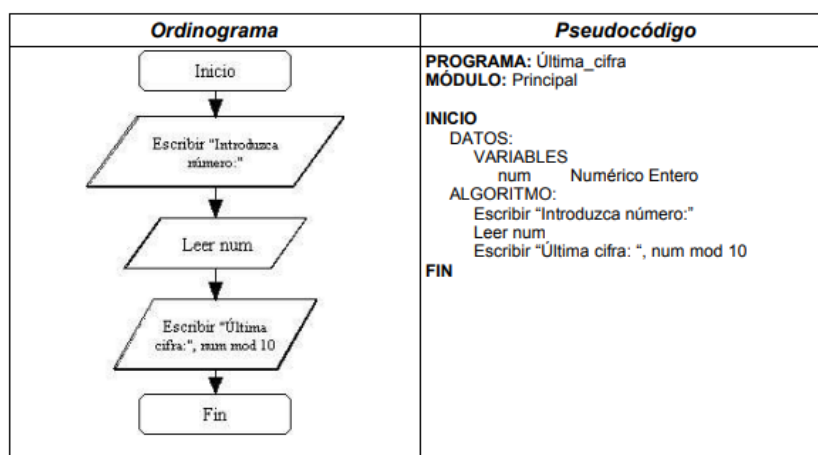 Ordinograma
Pseudocódigo
Inicio
Escribir "Introduzca
número:"
Leer num
Escribir "Última
cifra:", num mod 10
Fin
PROGRAMA: Última_cifra
MÓDULO: Principal
INICIO
DATOS:
VARIABLES
num Numérico Entero
ALGORITMO:
Escribir "Introduzca número:"
Leer num
Escribir "Última cifra: “, num mod 10
FIN